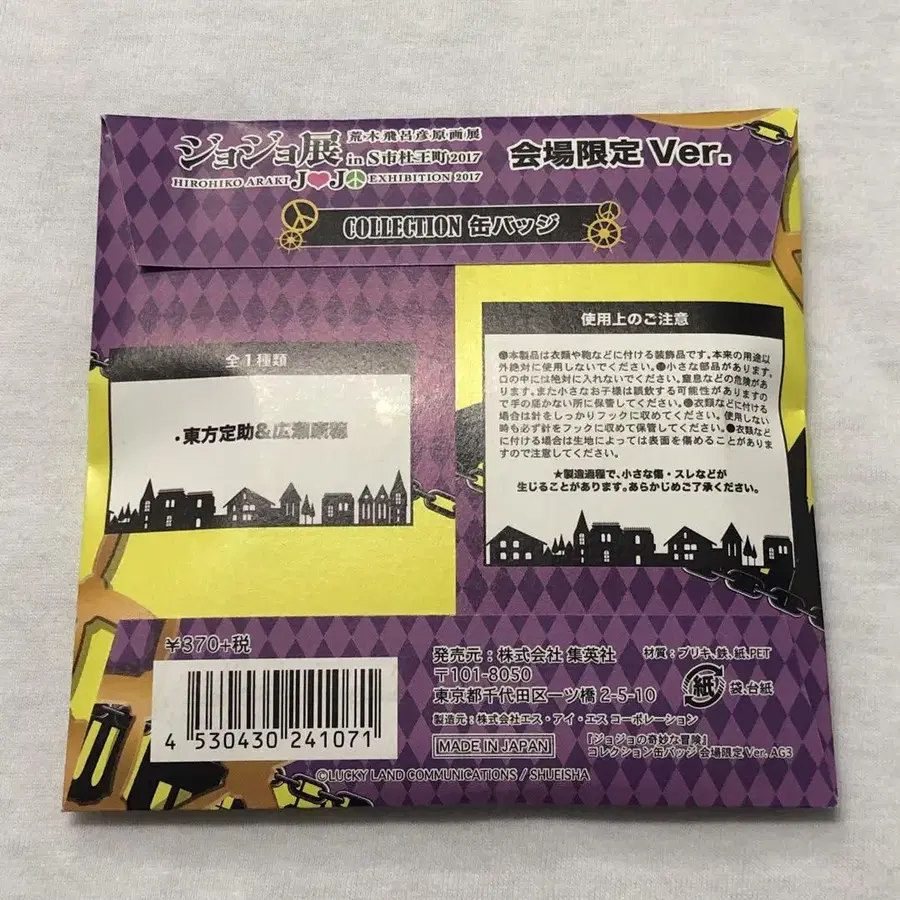 ジョジョ展
荒木飛呂彦原画展
in S市杜王町2017
HIROHIKO ARAKI JOJO EXHIBITION 2017
会場限定 Ver.
COLLECTION 缶バッジ
全1種類
・東方定助&広瀬康穂
使用上のご注意
●本製品は衣類や鞄などに付ける装飾品です。本来の用途以
外絶対に使用しないでください。●小さな部品があります。
口の中には絶対に入れないでください。窒息などの危険があ
ります。また小さなお子様は誤飲する可能性がありますの
で手の届かない所に保管してください。●衣類などに付ける
場合は針をしっかりフックに収めてください。使用しない
時も必ず針をフックに収めて保管してください。●衣類など
に付ける場合は生地によっては表面を傷めることがありま
すので注意してください。
★製造過程で、小さな傷・スレなどが
生じることがあります。あらかじめご了承ください。
¥370+税
4 530430 241071
発売元：株式会社 集英社
〒101-8050
東京都千代田区一ツ橋 2-5-10
製造元：株式会社エス・アイ・エス コーポレーション
MADE IN JAPAN
材質：ブリキ、鉄、紙、PET
紙 袋、台紙
『ジョジョの奇妙な冒険』
コレクション缶バッジ 会場限定 Ver. AG3
©LUCKY LAND COMMUNICATIONS / SHUEISHA